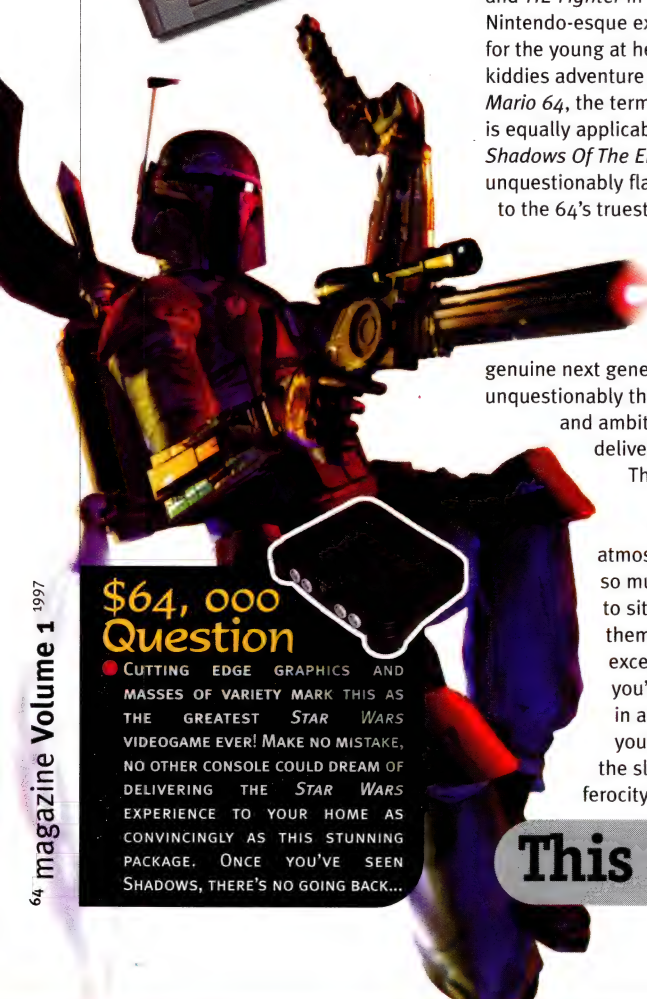 and TIE Fighter in
Nintendo-esque ex
for the young at he
kiddies adventure
Mario 64, the term
is equally applicab
Shadows Of The E
unquestionably fla
to the 64's truest
genuine next gene
unquestionably th
and ambit
delive
Th
atmos
so mu
to sit
them
exce
you'
in a
you
the sl
ferocity
$64, 000
Question
CUTTING EDGE GRAPHICS AND
MASSES OF VARIETY MARK THIS AS
THE GREATEST STAR WARS
VIDEOGAME EVER! MAKE NO MISTAKE,
NO OTHER CONSOLE COULD DREAM OF
DELIVERING THE STAR WARS
EXPERIENCE TO YOUR HOME AS
CONVINCINGLY AS THIS STUNNING
PACKAGE. ONCE YOU'VE SEEN
SHADOWS, THERE'S NO GOING BACK...
This
64 magazine Volume 1 1997